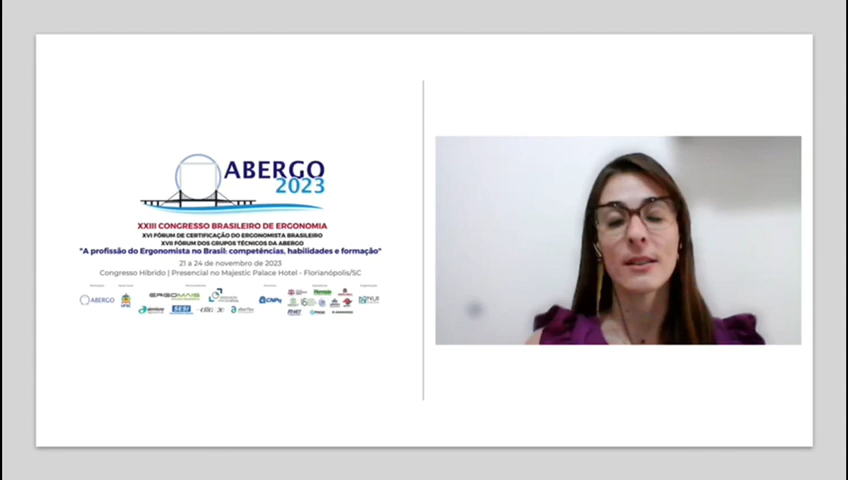 ABERGO
2023
XXIII CONGRESSO BRASILEIRO DE ERGONOMIA
XVI FÓRUM DE CERTIFICAÇÃO DO ERGONOMISTA BRASILEIRO
XVII FÓRUM DOS GRUPOS TÉCNICOS DA ABERGO
"A profissão do Ergonomista no Brasil: competências, habilidades e formação"
21 a 24 de novembro de 2023
Congresso Híbrido | Presencial no Majestic Palace Hotel - Florianópolis/SC
ABERGO
ERGOMAIS
CNPq
SESI